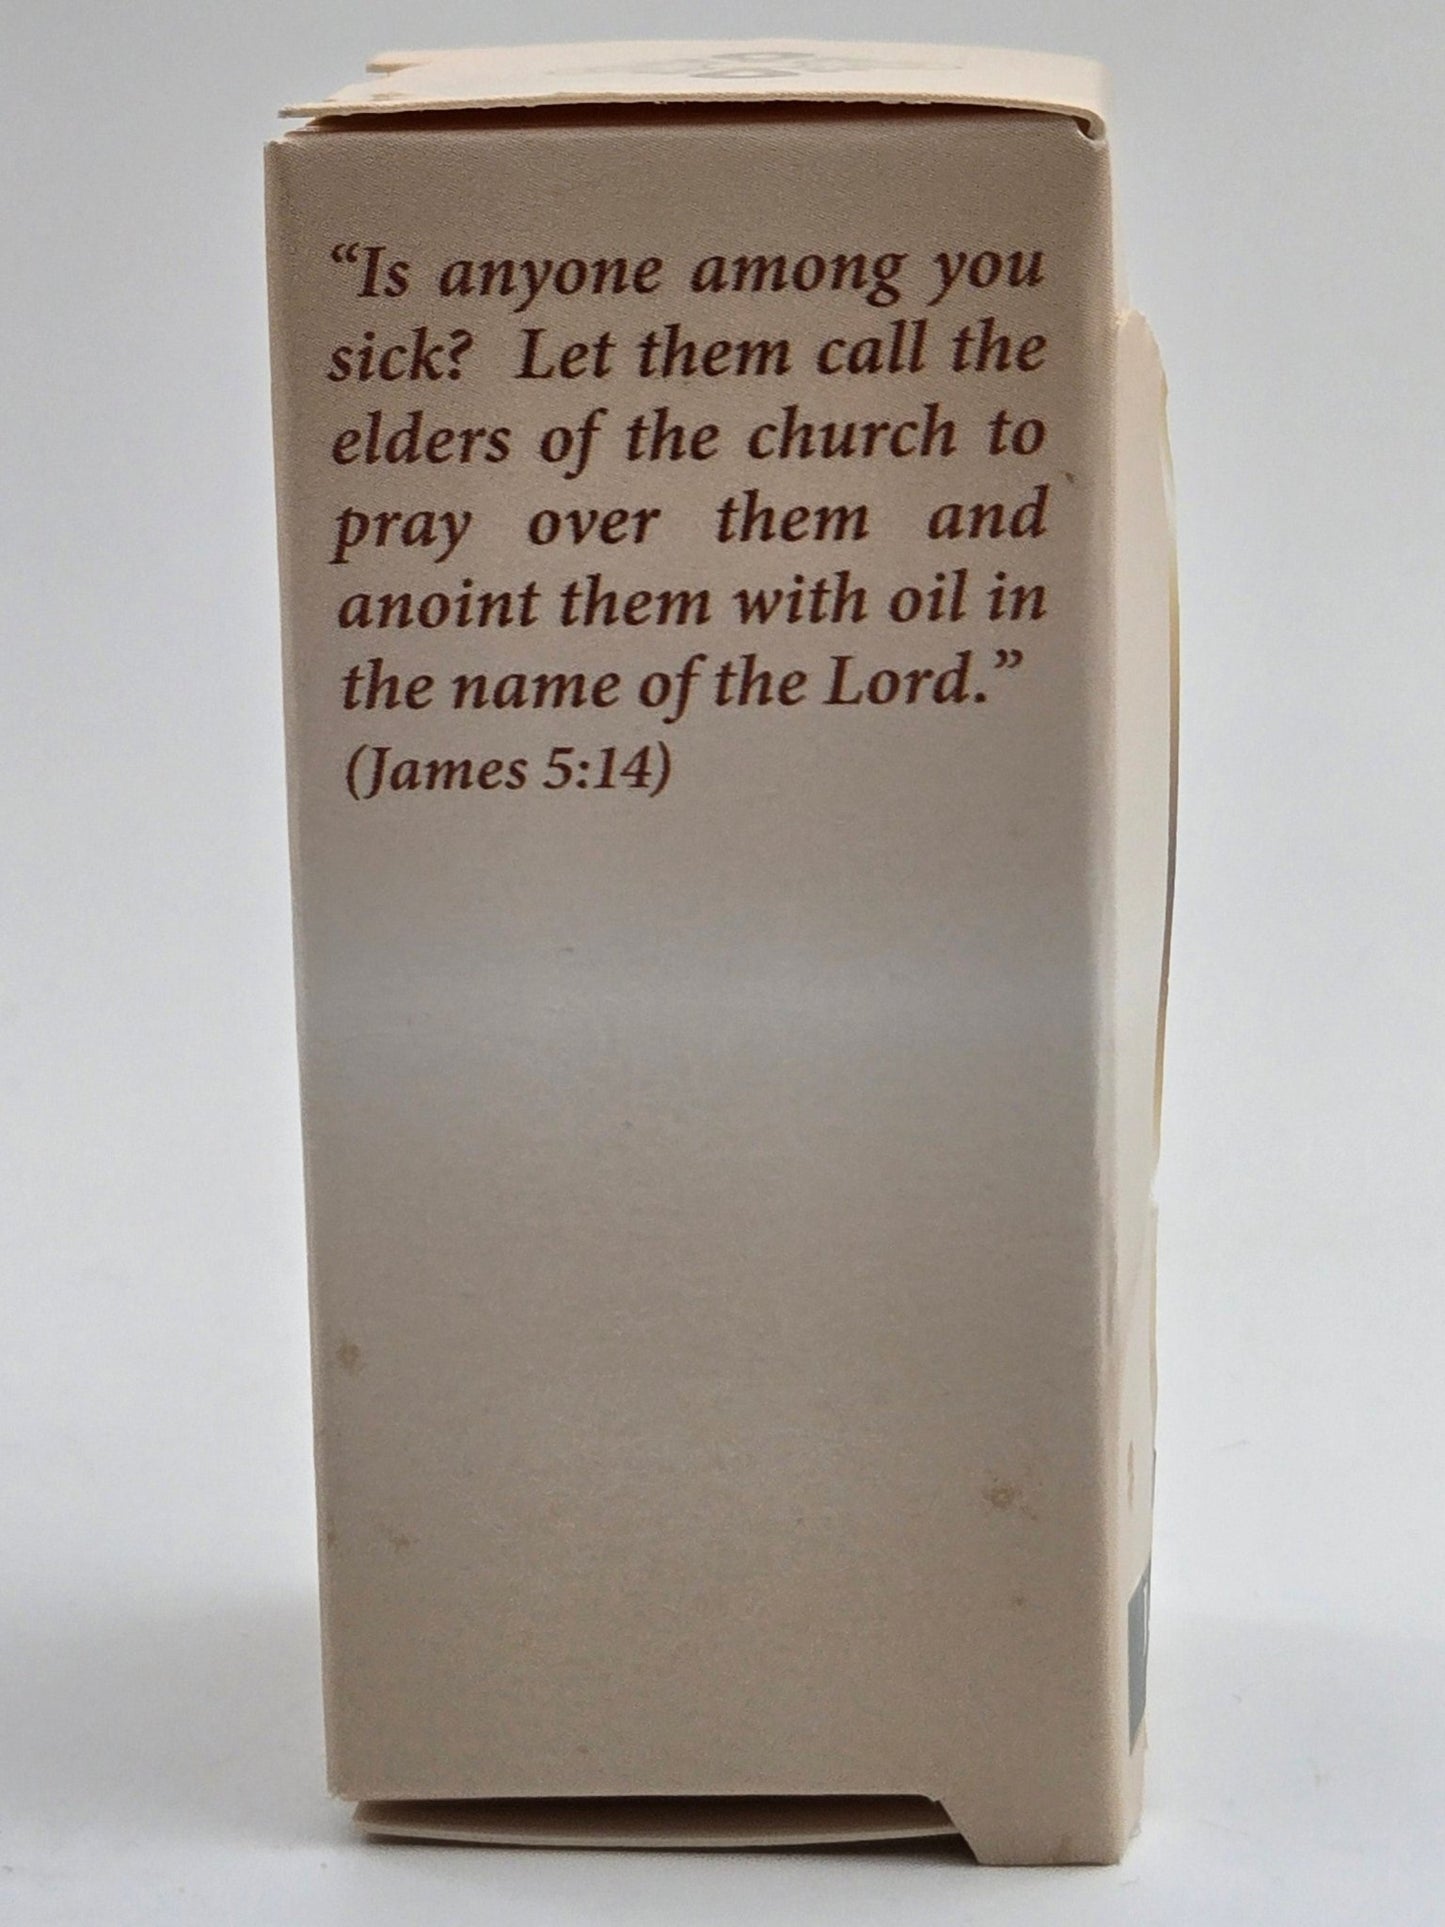 “Is anyone among you
sick? Let them call the
elders of the church to
pray over them and
anoint them with oil in
the name of the Lord.”
(James 5:14)